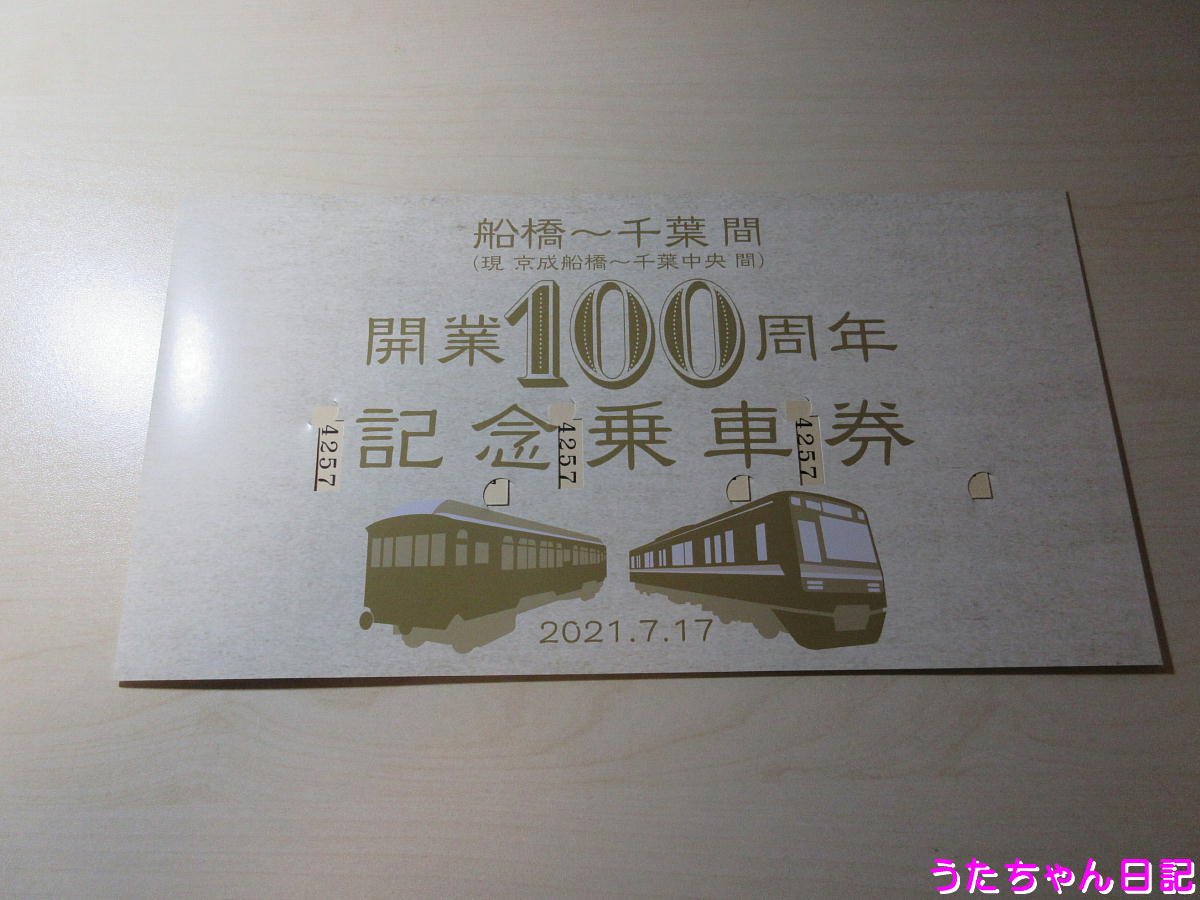 船橋～千葉 間
(現 京成船橋～千葉中央 間)
開業100周年
記念乗車券
4257
4257
4257
2021.7.17
うたちゃん日記